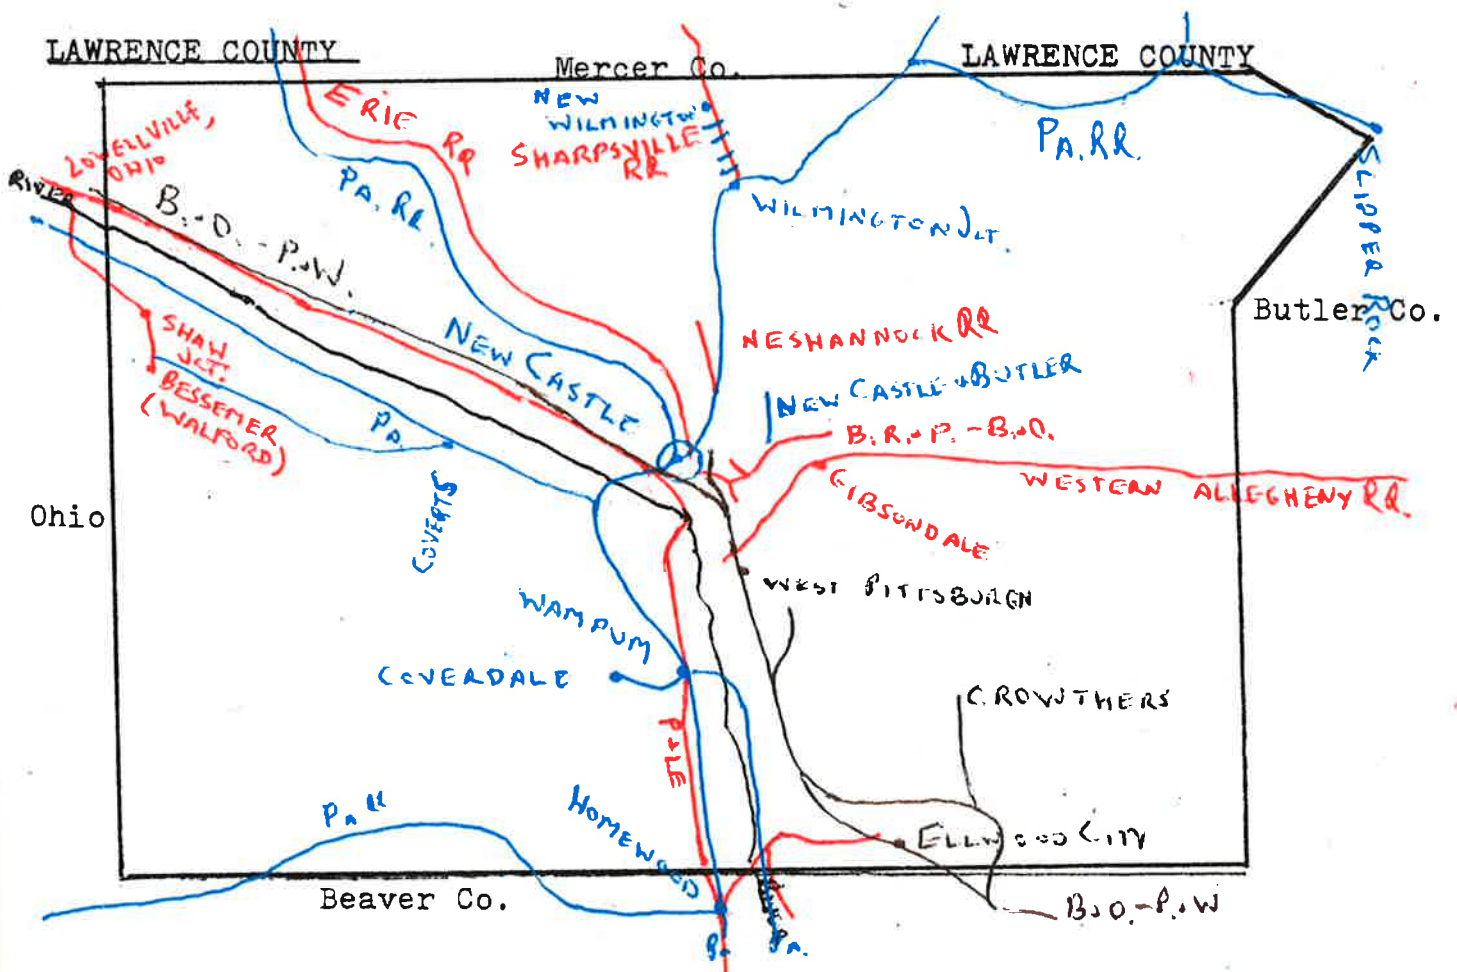 LAWRENCE COUNTY
Mercer Co.
LAWRENCE COUNTY
ERIE RR
NEW
WILMINGTON
SHARPSVILLE
RR
PA. RR.
LOWELLVILLE,
OHIO
RIVER
PA. RR.
B.-O.-P.&W.
WILMINGTON JCT.
SLIPPER ROCK
Butler Co.
SHAW
JCT.
NEW CASTLE
NESHANNOCK RR
NEW CASTLE & BUTLER
BESSEMER
(WALFORD)
PA.
B.R.&P.-B.&O.
WESTERN ALLEGHENY RR.
GIBSONDALE
Ohio
COVERTS
WEST PITTSBURGH
WAMPUM
COVERDALE
CROWTHERS
P&LE
PA RR
HOMEWOOD
ELLWOOD CITY
Beaver Co.
B&O.-P&W
PA.